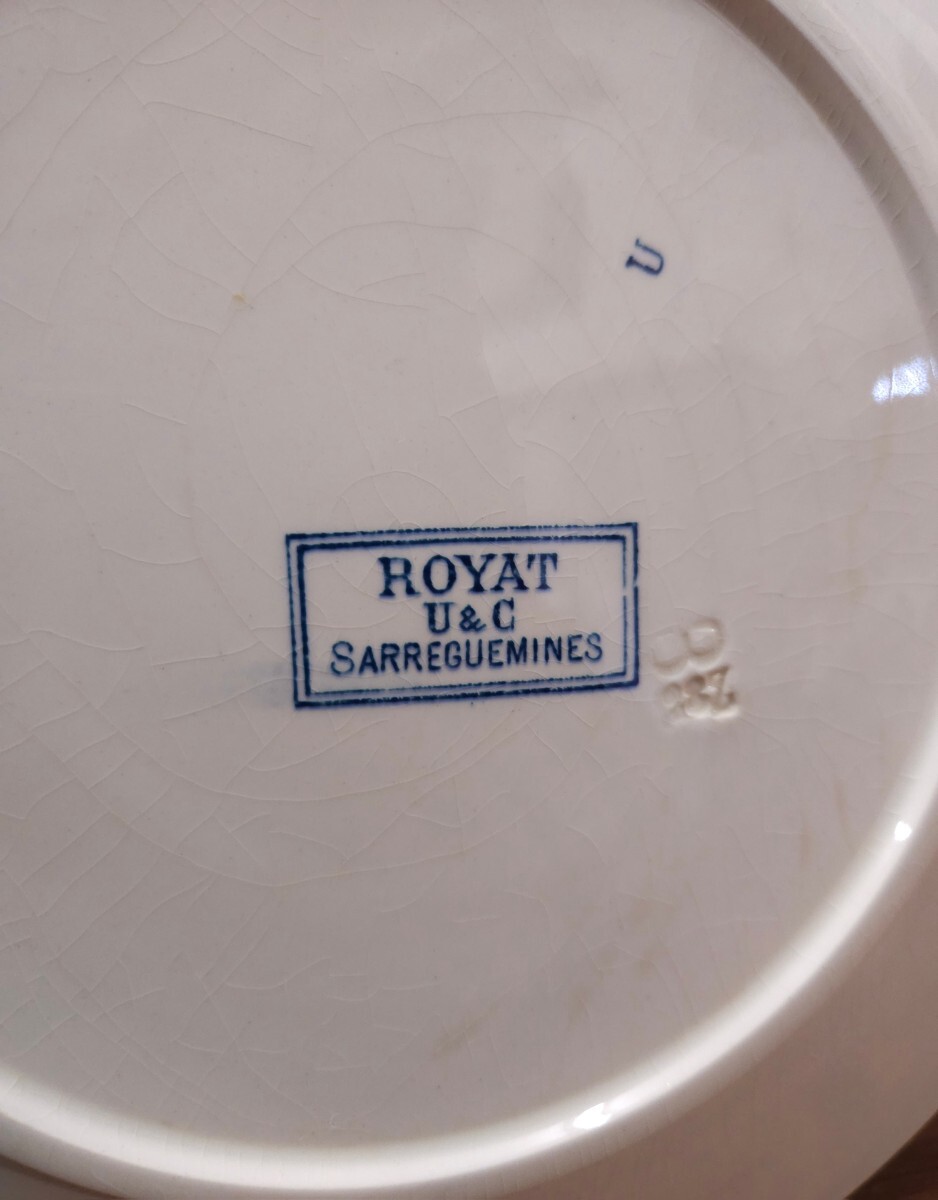 U
ROYAT
U & C
SARREGUEMINES